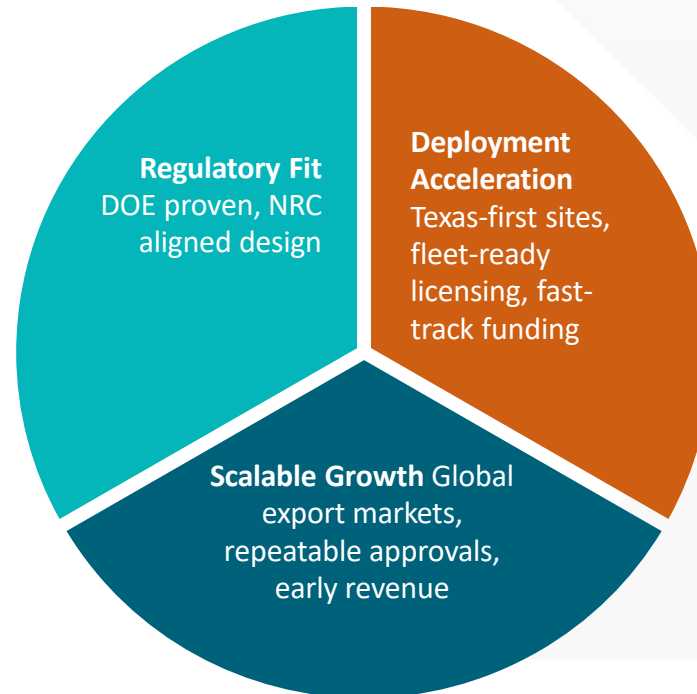 Regulatory Fit
DOE proven, NRC
aligned design
Deployment
Acceleration
Texas-first sites,
fleet-ready
licensing, fast-
track funding
Scalable Growth Global
export markets,
repeatable approvals,
early revenue